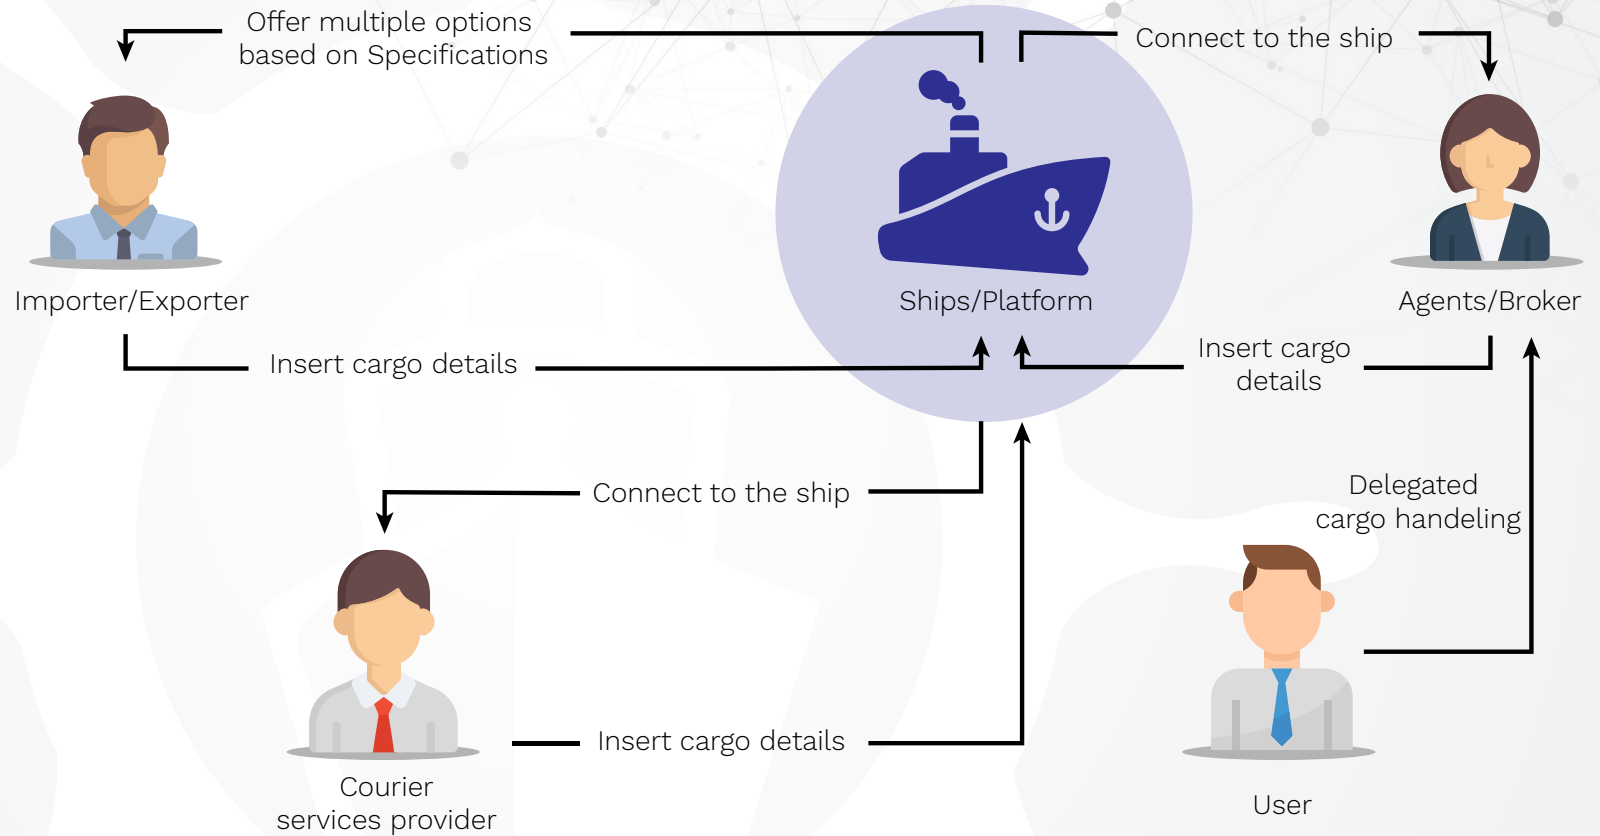 Offer multiple options
based on Specifications
Connect to the ship
Importer/Exporter
Ships/Platform
Agents/Broker
Insert cargo details
Insert cargo
details
Connect to the ship
Delegated
cargo handeling
Insert cargo details
Courier
services provider
User